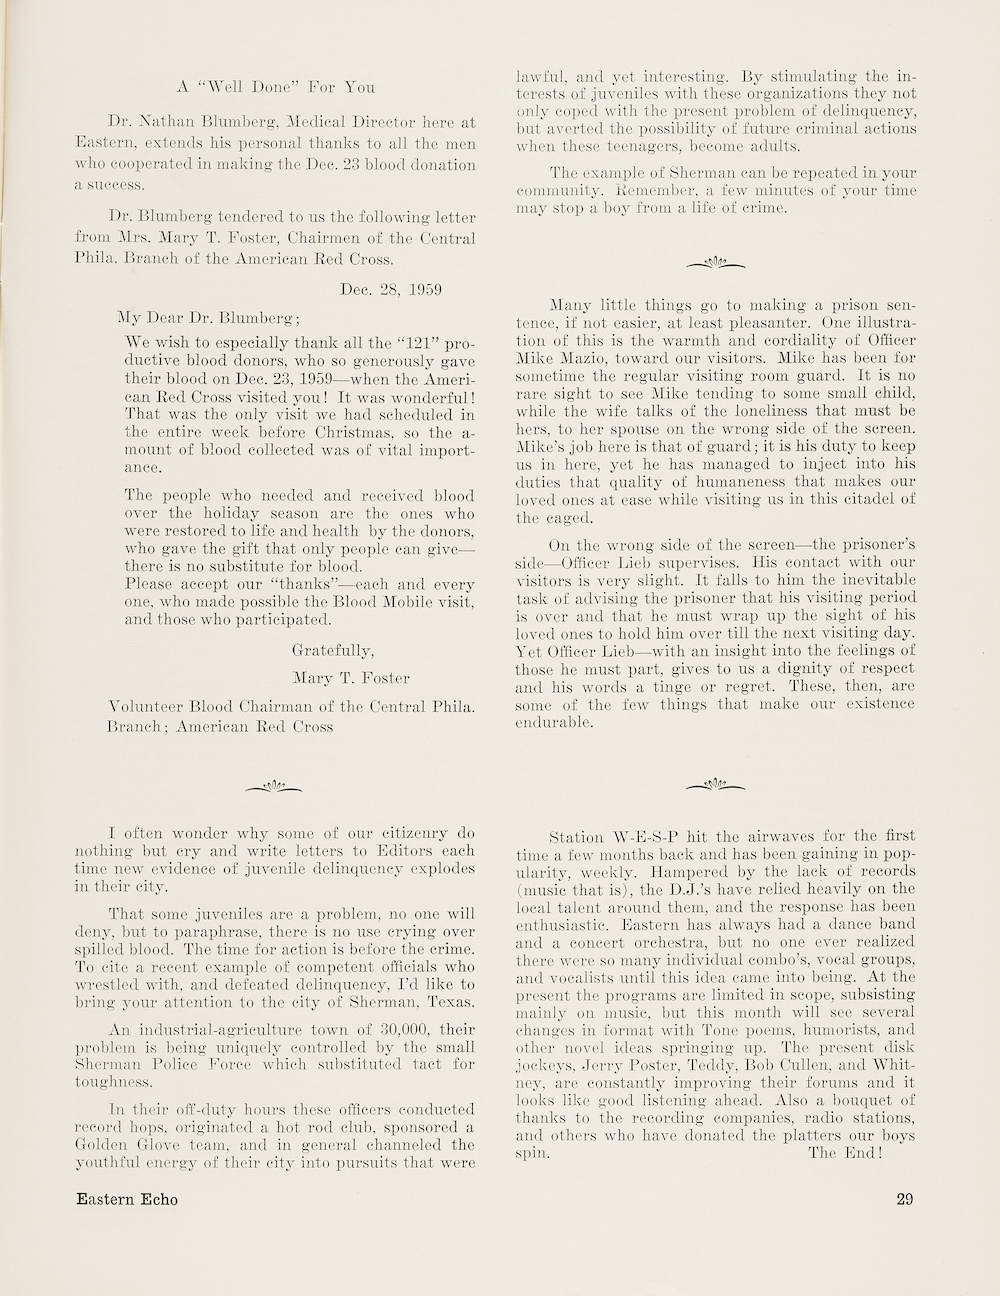 A “Well Done” For You
Dr. Nathan Blumberg, Medical Director here at
Eastern, extends his personal thanks to all the men
who cooperated in making the Dec. 23 blood donation
a success.
Dr. Blumberg tendered to us the following letter
from Mrs. Mary T. Foster, Chairmen of the Central
Phila. Branch of the American Red Cross.
Dec. 28, 1959
My Dear Dr. Blumberg;
We wish to especially thank all the “121” pro-
ductive blood donors, who so generously gave
their blood on Dec. 23, 1959—when the Ameri-
can Red Cross visited you! It was wonderful!
That was the only visit we had scheduled in
the entire week before Christmas, so the a-
mount of blood collected was of vital import-
ance.
The people who needed and received blood
over the holiday season are the ones who
were restored to life and health by the donors,
who gave the gift that only people can give—
there is no substitute for blood.
Please accept our “thanks”—each and every
one, who made possible the Blood Mobile visit,
and those who participated.
Gratefully,
Mary T. Foster
Volunteer Blood Chairman of the Central Phila.
Branch; American Red Cross
I often wonder why some of our citizenry do
nothing but cry and write letters to Editors each
time new evidence of juvenile delinquency explodes
in their city.
That some juveniles are a problem, no one will
deny, but to paraphrase, there is no use crying over
spilled blood. The time for action is before the crime.
To cite a recent example of competent officials who
wrestled with, and defeated delinquency, I’d like to
bring your attention to the city of Sherman, Texas.
An industrial-agriculture town of 30,000, their
problem is being uniquely controlled by the small
Sherman Police Force which substituted tact for
toughness.
In their off-duty hours these officers conducted
record hops, originated a hot rod club, sponsored a
Golden Glove team, and in general channeled the
youthful energy of their city into pursuits that were
lawful, and yet interesting. By stimulating the in-
terests of juveniles with these organizations they not
only coped with the present problem of delinquency,
but averted the possibility of future criminal actions
when these teenagers, become adults.
The example of Sherman can be repeated in your
community. Remember, a few minutes of your time
may stop a boy from a life of crime.
Many little things go to making a prison sen-
tence, if not easier, at least pleasanter. One illustra-
tion of this is the warmth and cordiality of Officer
Mike Mazio, toward our visitors. Mike has been for
sometime the regular visiting room guard. It is no
rare sight to see Mike tending to some small child,
while the wife talks of the loneliness that must be
hers, to her spouse on the wrong side of the screen.
Mike’s job here is that of guard; it is his duty to keep
us in here, yet he has managed to inject into his
duties that quality of humaneness that makes our
loved ones at ease while visiting us in this citadel of
the caged.
On the wrong side of the screen—the prisoner’s
side—Officer Lieb supervises. His contact with our
visitors is very slight. It falls to him the inevitable
task of advising the prisoner that his visiting period
is over and that he must wrap up the sight of his
loved ones to hold him over till the next visiting day.
Yet Officer Lieb—with an insight into the feelings of
those he must part, gives to us a dignity of respect
and his words a tinge or regret. These, then, are
some of the few things that make our existence
endurable.
Station W-E-S-P hit the airwaves for the first
time a few months back and has been gaining in pop-
ularity, weekly. Hampered by the lack of records
(music that is), the D.J.’s have relied heavily on the
local talent around them, and the response has been
enthusiastic. Eastern has always had a dance band
and a concert orchestra, but no one ever realized
there were so many individual combo’s, vocal groups,
and vocalists until this idea came into being. At the
present the programs are limited in scope, subsisting
mainly on music, but this month will see several
changes in format with Tone poems, humorists, and
other novel ideas springing up. The present disk
jockeys, Jerry Poster, Teddy, Bob Cullen, and Whit-
ney, are constantly improving their forums and it
looks like good listening ahead. Also a bouquet of
thanks to the recording companies, radio stations,
and others who have donated the platters our boys
spin. The End!
Eastern Echo 29